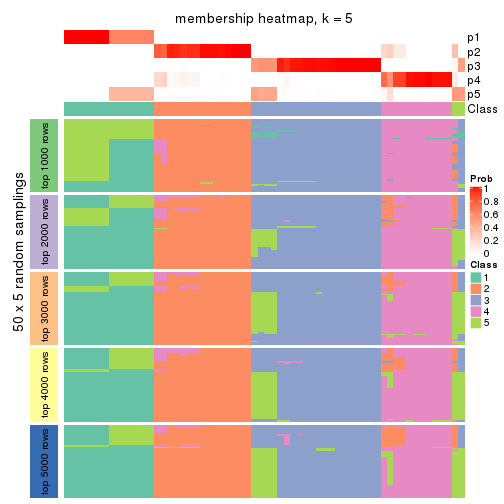 membership heatmap, k = 5
p1
p2
p3
p4
p5
Class
50 x 5 random samplings
top 1000 rows
top 2000 rows
top 3000 rows
top 4000 rows
top 5000 rows
Prob
1
0.8
0.6
0.4
0.2
0
Class
1
2
3
4
5